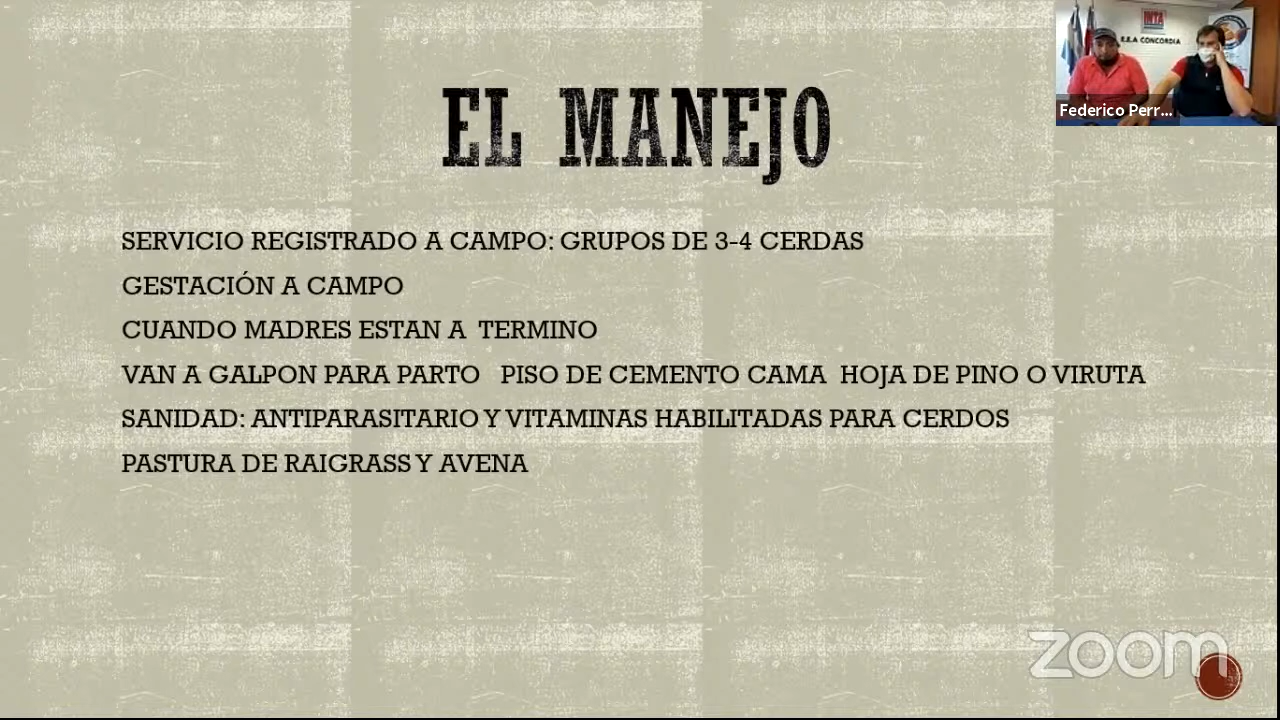 INTA
E.E.A CONCORDIA
Federico Perr...
EL MANEJO
SERVICIO REGISTRADO A CAMPO: GRUPOS DE 3-4 CERDAS
GESTACIÓN A CAMPO
CUANDO MADRES ESTAN A TERMINO
VAN A GALPON PARA PARTO PISO DE CEMENTO CAMA HOJA DE PINO O VIRUTA
SANIDAD: ANTIPARASITARIO Y VITAMINAS HABILITADAS PARA CERDOS
PASTURA DE RAIGRASS Y AVENA
zoom